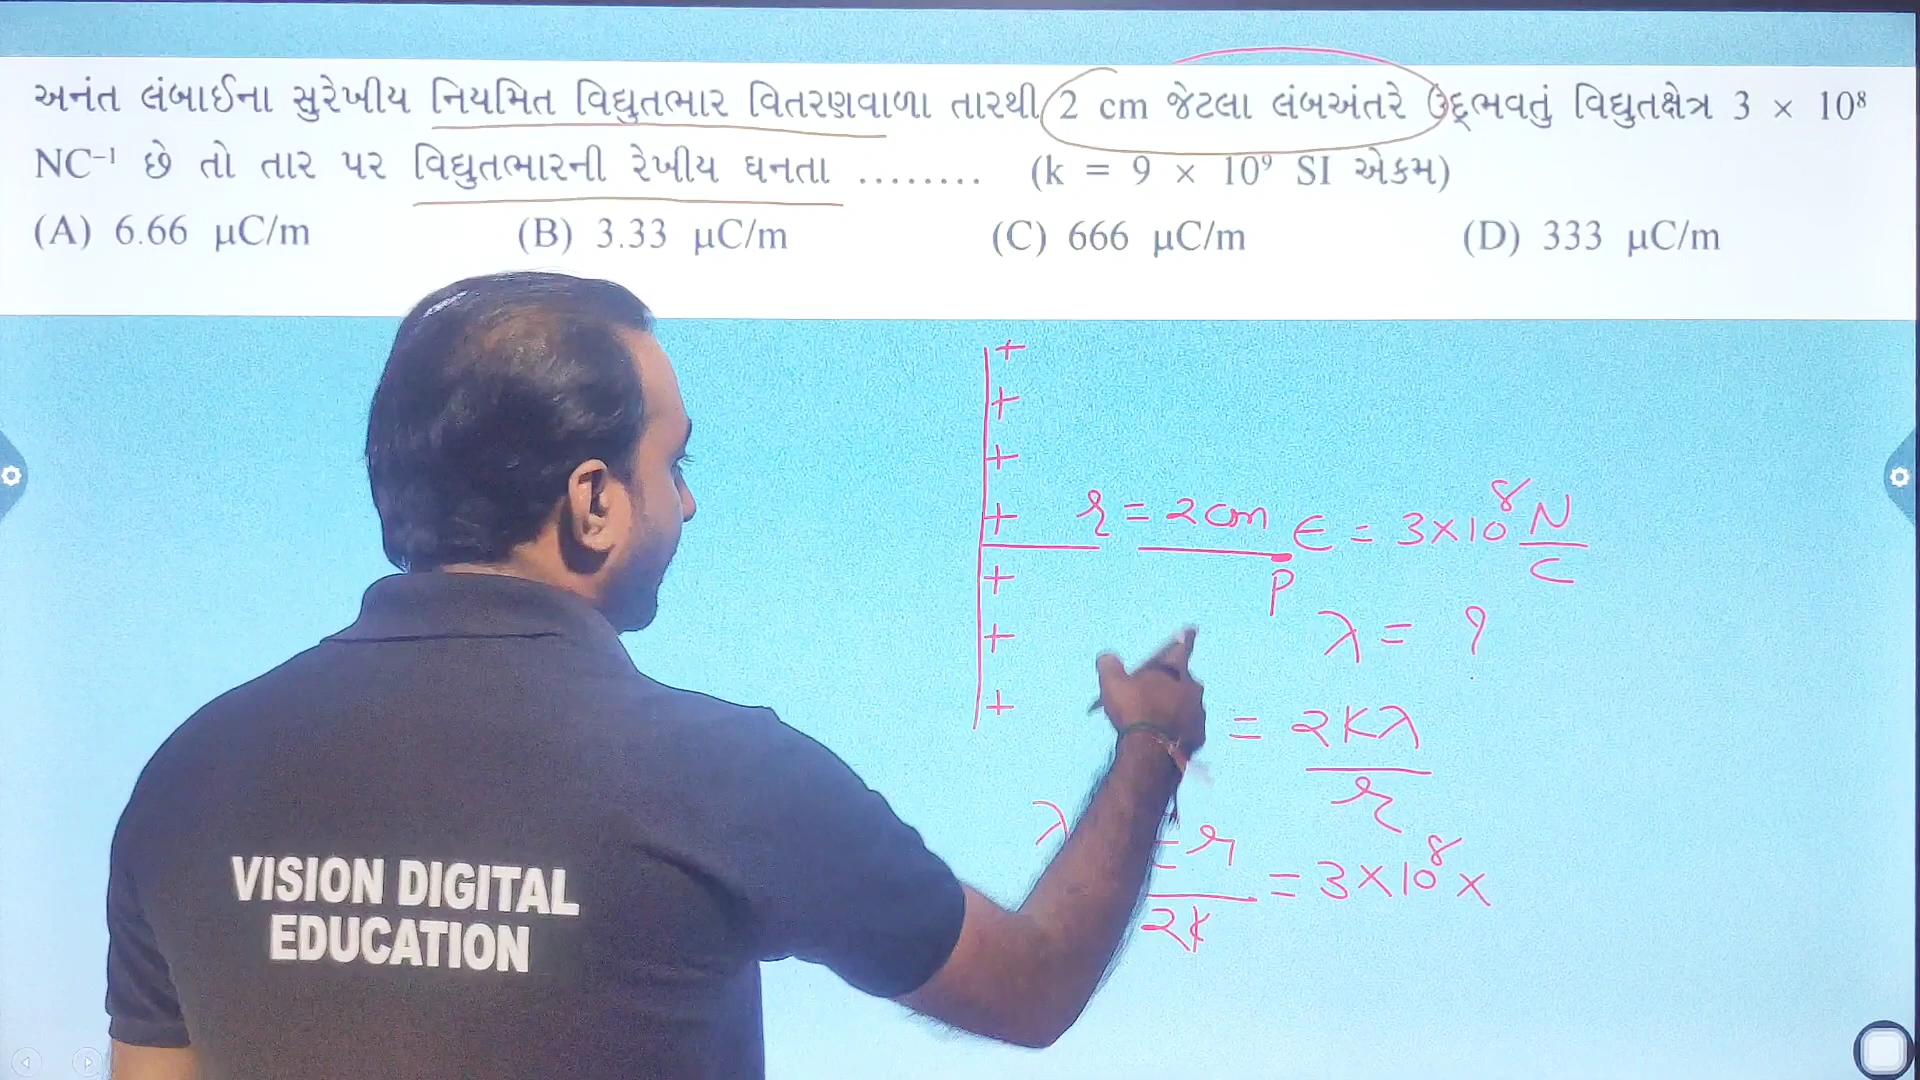 અનંત લંબાઈના સુરેખીય નિયમિત વિદ્યુતભાર વિતરણવાળા તારથી 2 cm જેટલા લંબઅંતરે ઉદ્દ્ભવતું વિદ્યુતક્ષેત્ર 3 × 10⁸
NC⁻¹ છે તો તાર પર વિદ્યુતભારની રેખીય ઘનતા ........ (k = 9 × 10⁹ SI એકમ)
(A) 6.66 μC/m (B) 3.33 μC/m (C) 666 μC/m (D) 333 μC/m
+
+
+
+ r = 2cm E = 3×10⁸ N/C
+ P
+ λ = ?
+ = 2Kλ/r
λ r/2K = 3×10⁸×
VISION DIGITAL
EDUCATION